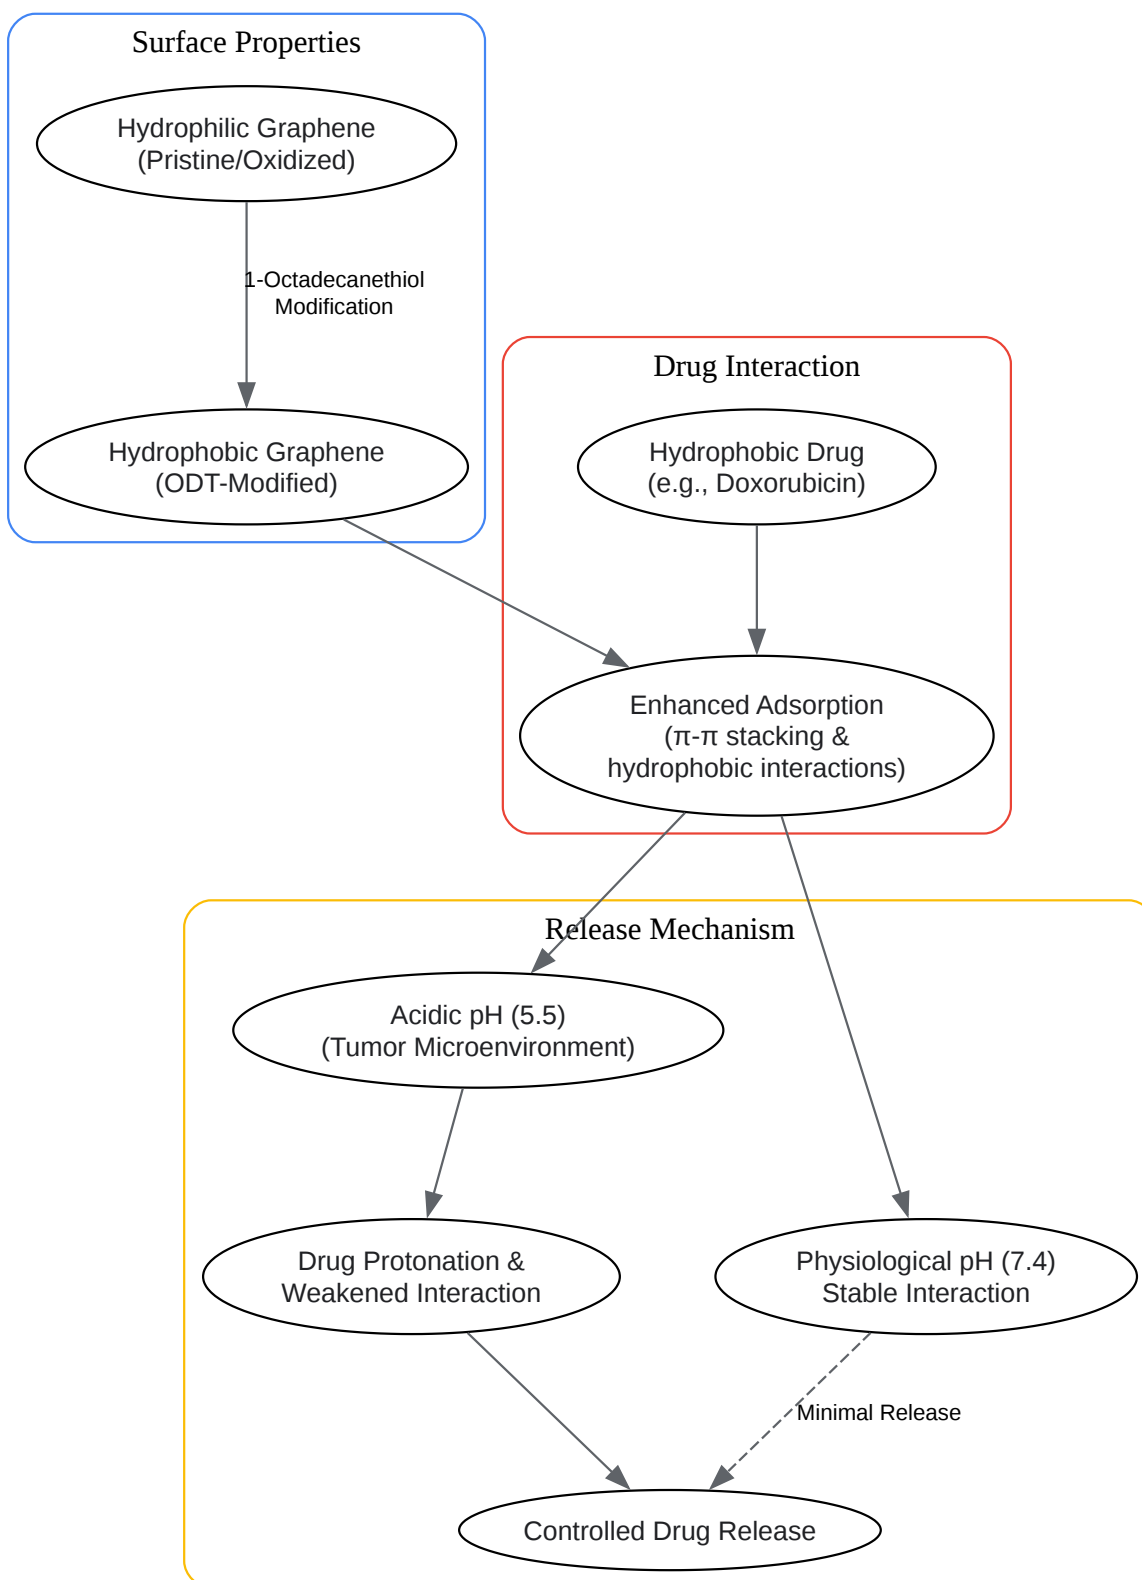 Surface Properties
Hydrophilic Graphene
(Pristine/Oxidized)
1-Octadecanethiol
Modification
Hydrophobic Graphene
(ODT-Modified)
Drug Interaction
Hydrophobic Drug
(e.g., Doxorubicin)
Enhanced Adsorption
(π-π stacking &
hydrophobic interactions)
Release Mechanism
Acidic pH (5.5)
(Tumor Microenvironment)
Drug Protonation &
Weakened Interaction
Physiological pH (7.4)
Stable Interaction
Minimal Release
Controlled Drug Release